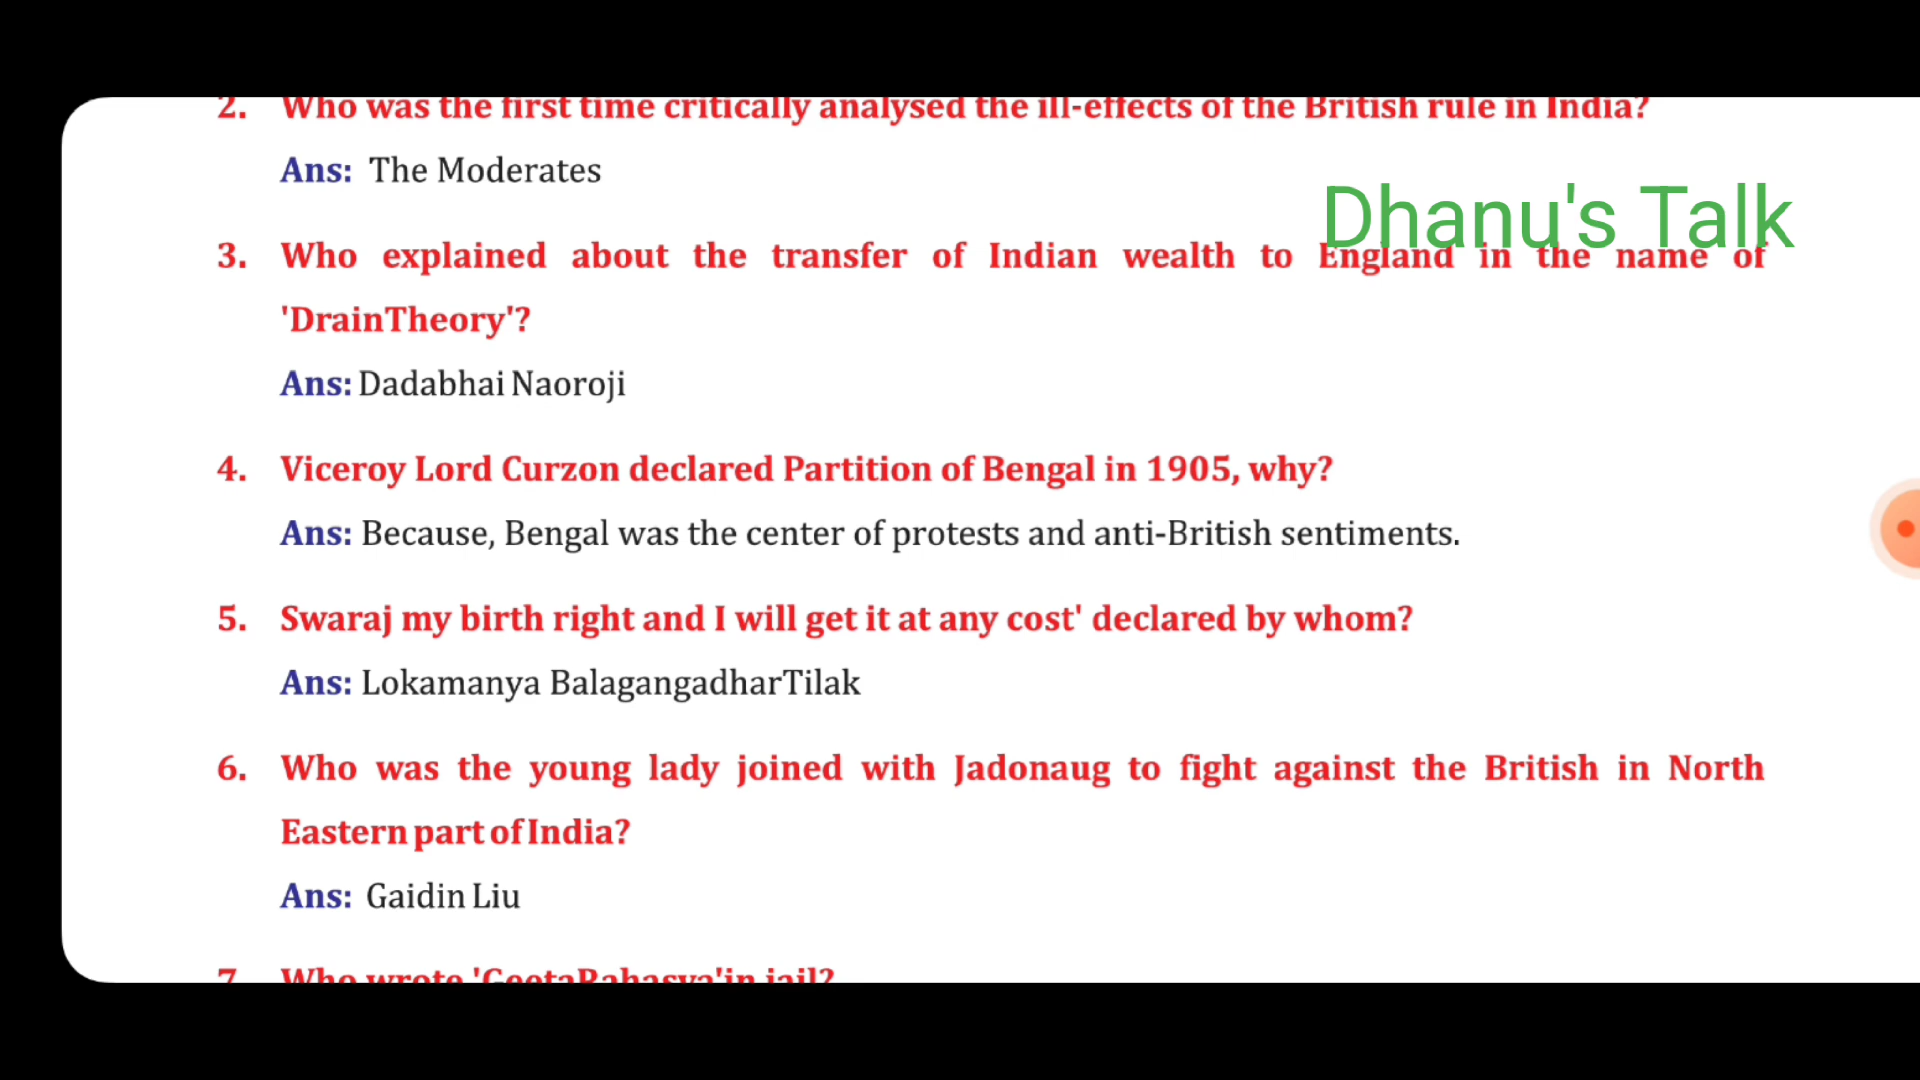 2. Who was the first time critically analysed the ill-effects of the British rule in India?
Ans: The Moderates
Dhanu's Talk
3. Who explained about the transfer of Indian wealth to England in the name of
'DrainTheory'?
Ans: Dadabhai Naoroji
4. Viceroy Lord Curzon declared Partition of Bengal in 1905, why?
Ans: Because, Bengal was the center of protests and anti-British sentiments.
5. Swaraj my birth right and I will get it at any cost' declared by whom?
Ans: Lokamanya BalagangadharTilak
6. Who was the young lady joined with Jadonaug to fight against the British in North
Eastern part of India?
Ans: Gaidin Liu
7. Who wrote 'GeetaRahasya'in jail?